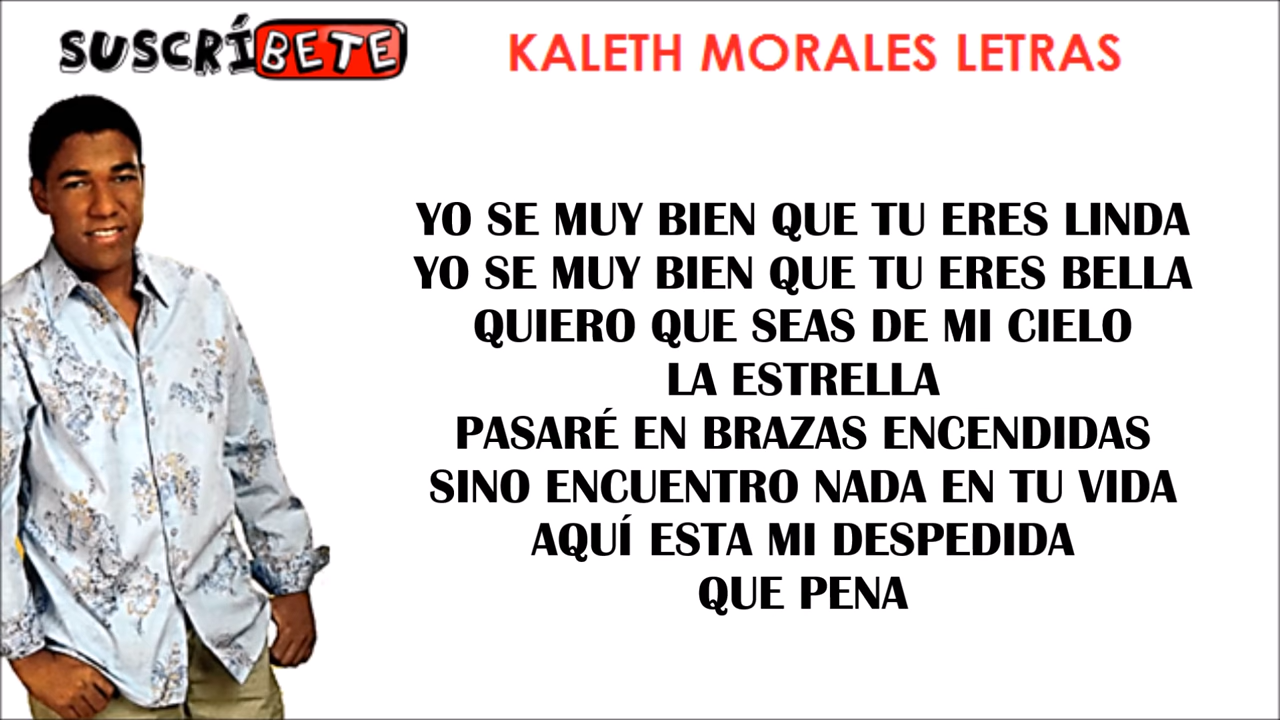 SUSCRÍBETE
KALETH MORALES LETRAS
YO SE MUY BIEN QUE TU ERES LINDA
YO SE MUY BIEN QUE TU ERES BELLA
QUIERO QUE SEAS DE MI CIELO
LA ESTRELLA
PASARÉ EN BRAZAS ENCENDIDAS
SINO ENCUENTRO NADA EN TU VIDA
AQUÍ ESTA MI DESPEDIDA
QUE PENA